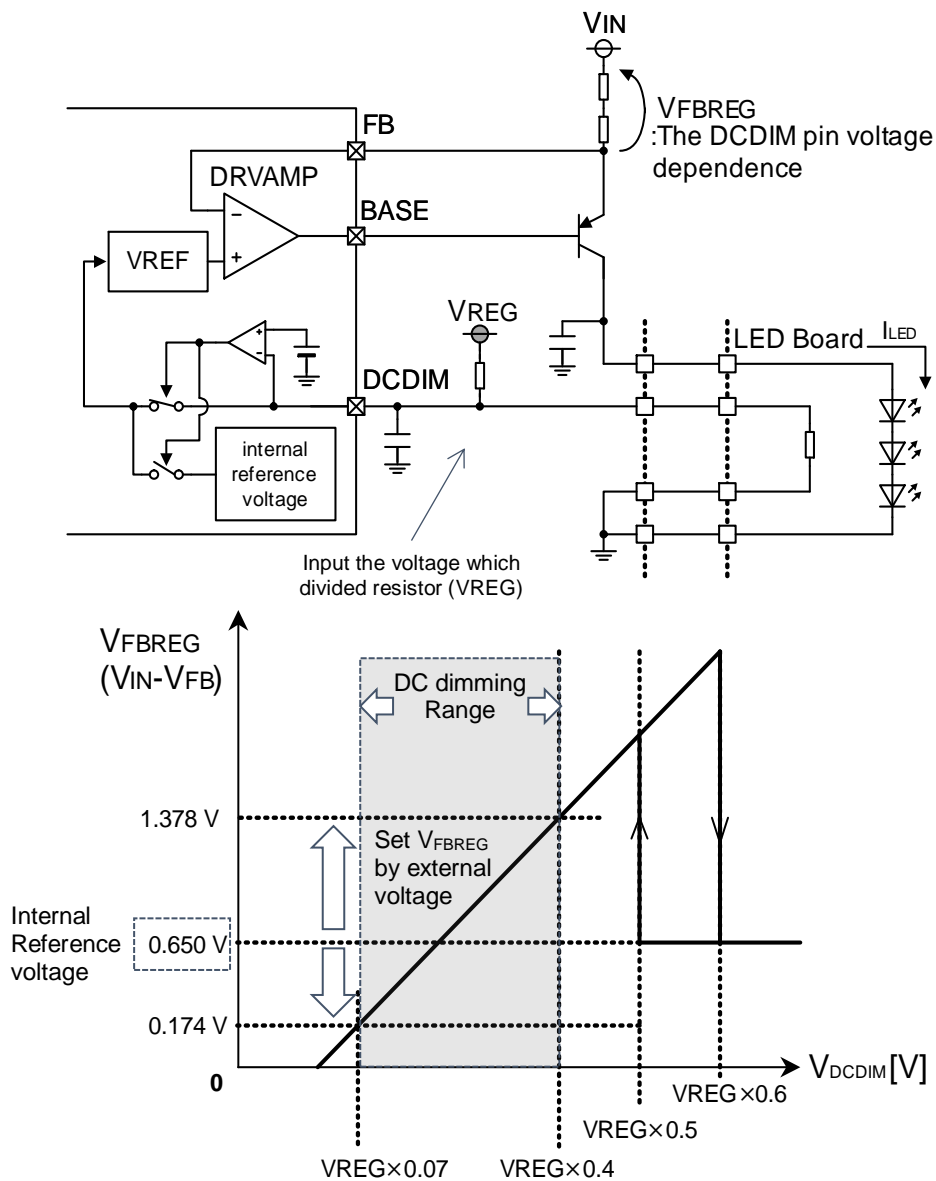 VIN
VFBREG
:The DCDIM pin voltage
dependence
FB
DRVAMP
−
+
BASE
VREF
VREG
+
-
LED Board
ILED
DCDIM
internal
reference
voltage
Input the voltage which
divided resistor (VREG)
VFBREG
(VIN-VFB)
DC dimming
Range
1.378 V
Set VFBREG
by external
voltage
Internal
Reference
voltage
0.650 V
0.174 V
0
VDCDIM [V]
VREG×0.6
VREG×0.5
VREG×0.07
VREG×0.4